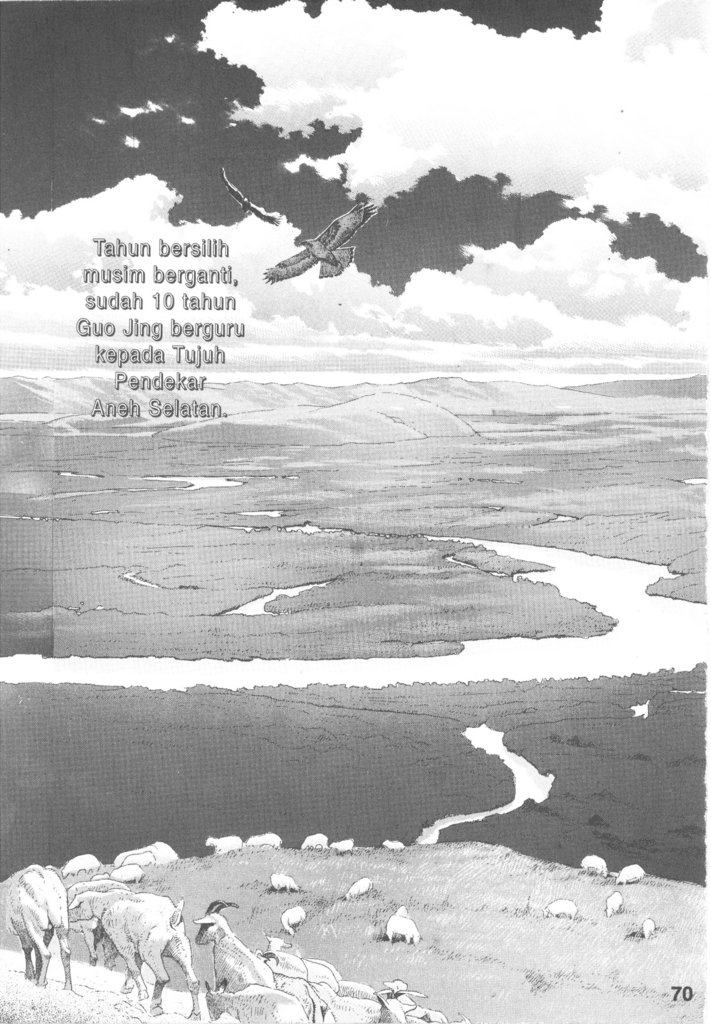 Tahun bersilih
musim berganti,
sudah 10 tahun
Guo Jing berguru
kepada Tujuh
Pendekar
Aneh Selatan.
70